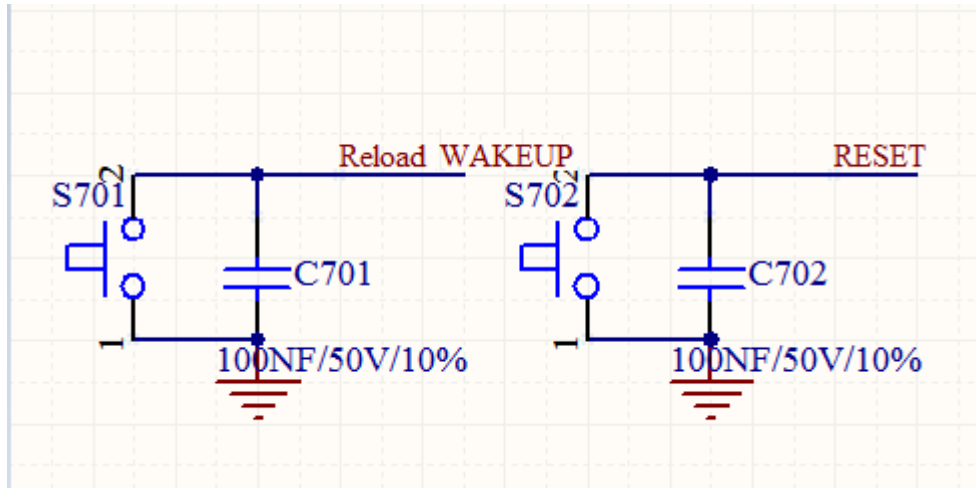 Reload WAKEUP
2
S701
C701
1
100NF/50V/10%
RESET
2
S702
C702
1
100NF/50V/10%